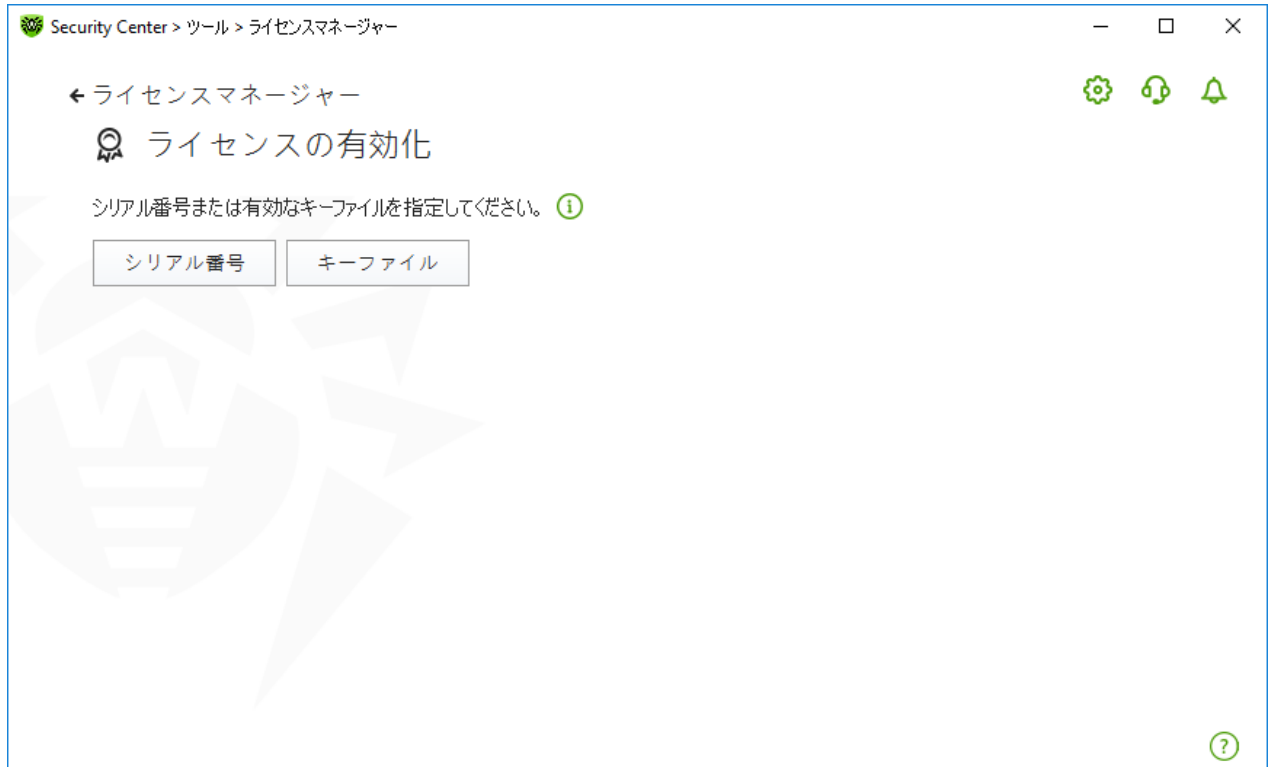 Security Center > ツール > ライセンスマネージャー
ライセンスマネージャー
ライセンスの有効化
シリアル番号または有効なキーファイルを指定してください。
シリアル番号
キーファイル